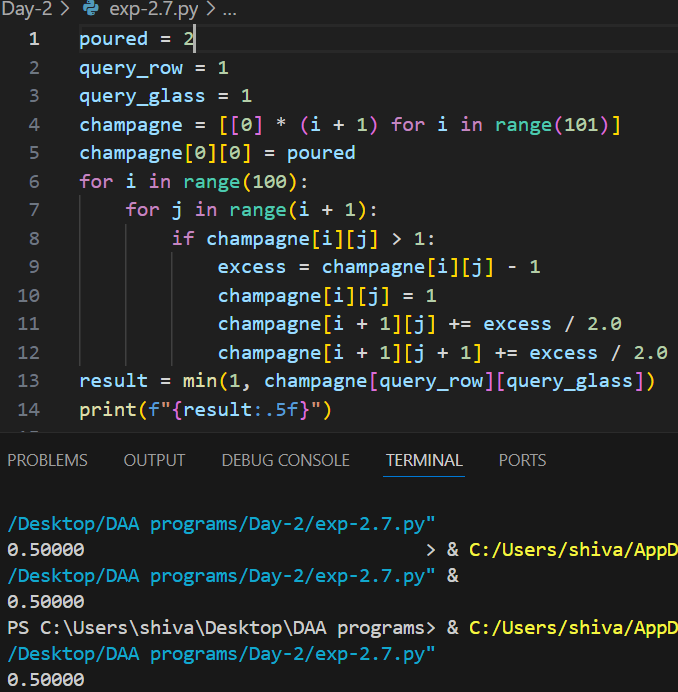 Day-2 > exp-2.7.py > ...
1 poured = 2
2 query_row = 1
3 query_glass = 1
4 champagne = [[0] * (i + 1) for i in range(101)]
5 champagne[0][0] = poured
6 for i in range(100):
7     for j in range(i + 1):
8         if champagne[i][j] > 1:
9             excess = champagne[i][j] - 1
10             champagne[i][j] = 1
11             champagne[i + 1][j] += excess / 2.0
12             champagne[i + 1][j + 1] += excess / 2.0
13 result = min(1, champagne[query_row][query_glass])
14 print(f"{result:.5f}")
PROBLEMS OUTPUT DEBUG CONSOLE TERMINAL PORTS
/Desktop/DAA programs/Day-2/exp-2.7.py"
0.50000 > & C:/Users/shiva/AppD
/Desktop/DAA programs/Day-2/exp-2.7.py" &
0.50000
PS C:\Users\shiva\Desktop\DAA programs> & C:/Users/shiva/AppD
/Desktop/DAA programs/Day-2/exp-2.7.py"
0.50000